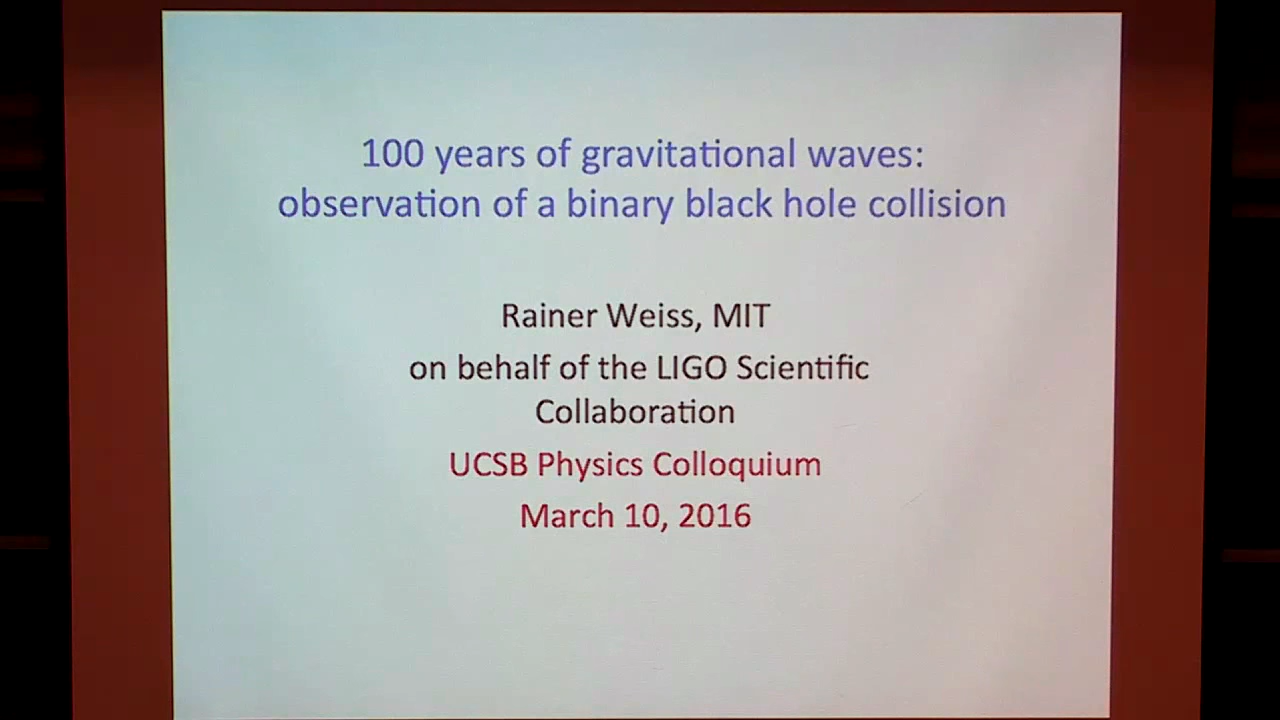 100 years of gravitational waves:
observation of a binary black hole collision
Rainer Weiss, MIT
on behalf of the LIGO Scientific
Collaboration
UCSB Physics Colloquium
March 10, 2016